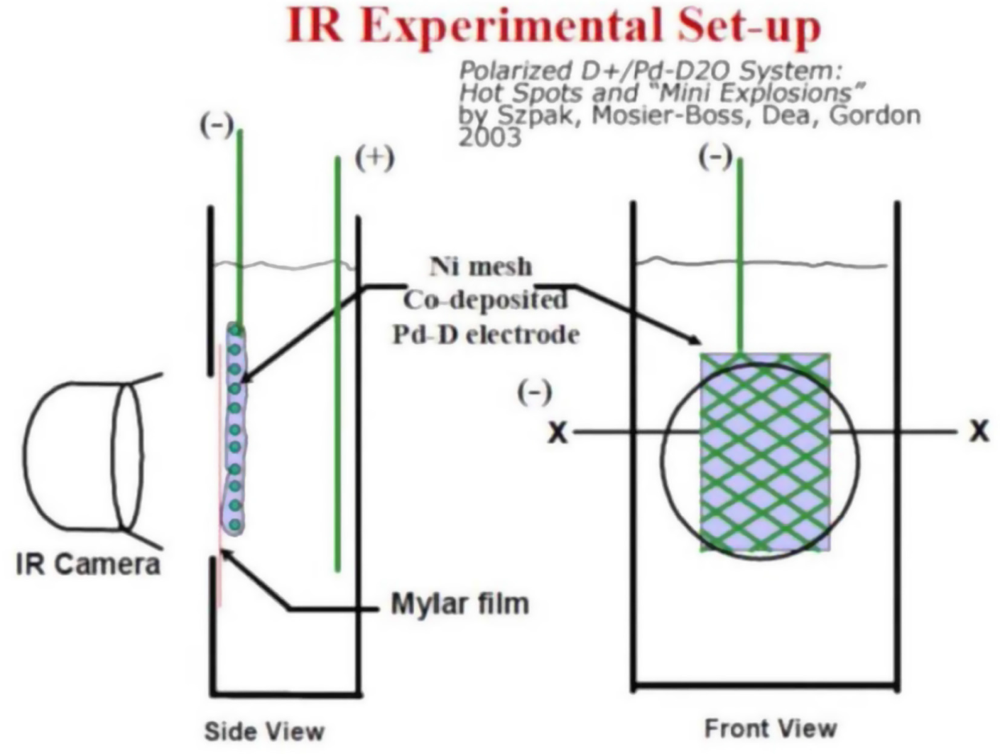 IR Experimental Set-up
Polarized D+/Pd-D2O System:
Hot Spots and "Mini Explosions"
by Szpak, Mosier-Boss, Dea, Gordon
2003
(-)
(+)
(-)
Ni mesh
Co-deposited
Pd-D electrode
(-)
X
X
IR Camera
Mylar film
Side View
Front View